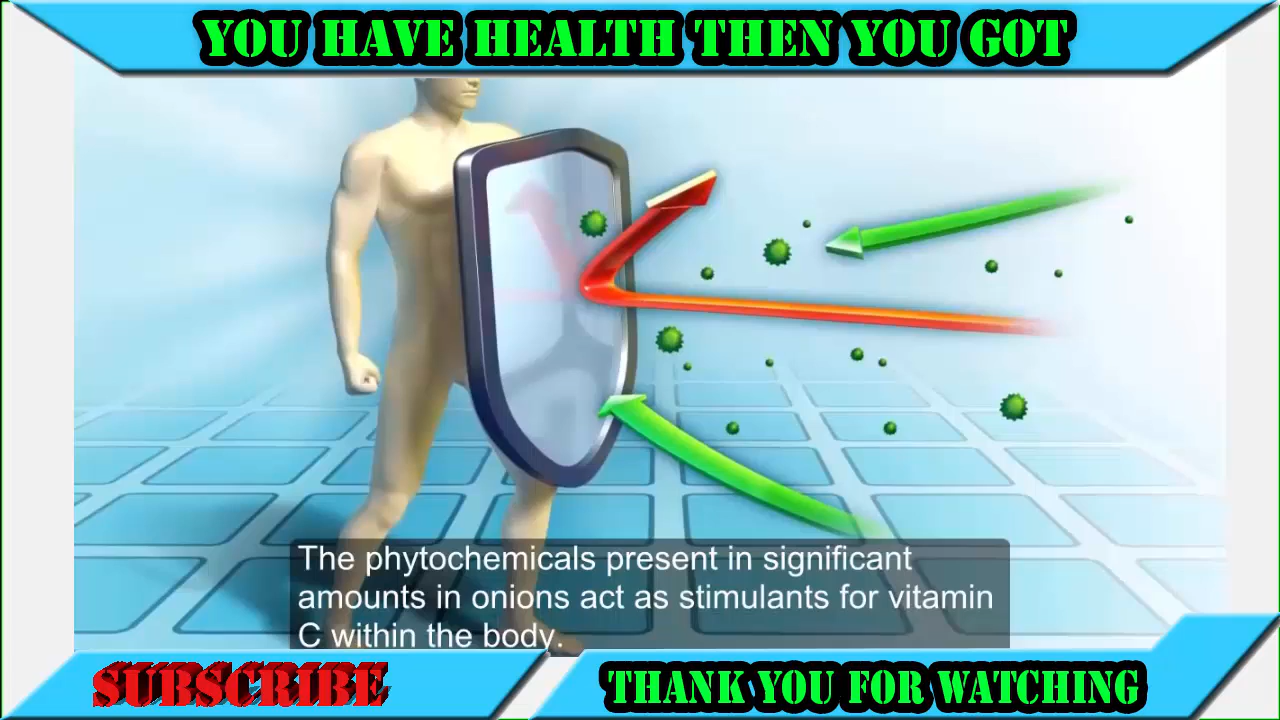 YOU HAVE HEALTH THEN YOU GOT
The phytochemicals present in significant
amounts in onions act as stimulants for vitamin
C within the body.
SUBSCRIBE
THANK YOU FOR WATCHING